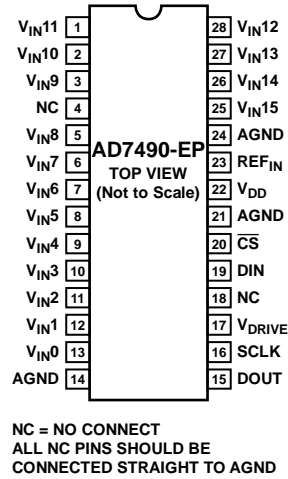 VIN11 1
VIN10 2
VIN9 3
NC 4
VIN8 5
VIN7 6
VIN6 7
VIN5 8
VIN4 9
VIN3 10
VIN2 11
VIN1 12
VIN0 13
AGND 14
AD7490-EP
TOP VIEW
(Not to Scale)
28 VIN12
27 VIN13
26 VIN14
25 VIN15
24 AGND
23 REFIN
22 VDD
21 AGND
20 CS
19 DIN
18 NC
17 VDRIVE
16 SCLK
15 DOUT
NC = NO CONNECT
ALL NC PINS SHOULD BE
CONNECTED STRAIGHT TO AGND